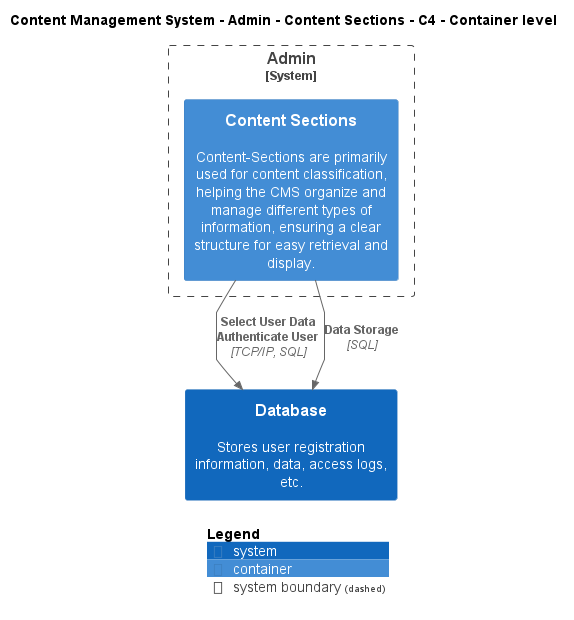 Content Management System - Admin - Content Sections - C4 - Container level
Admin
[System]
Content Sections
Content-Sections are primarily
used for content classification,
helping the CMS organize and
manage different types of
information, ensuring a clear
structure for easy retrieval and
display.
Select User Data
Authenticate User
[TCP/IP, SQL]
Data Storage
[SQL]
Database
Stores user registration
information, data, access logs,
etc.
Legend
system
container
system boundary (dashed)